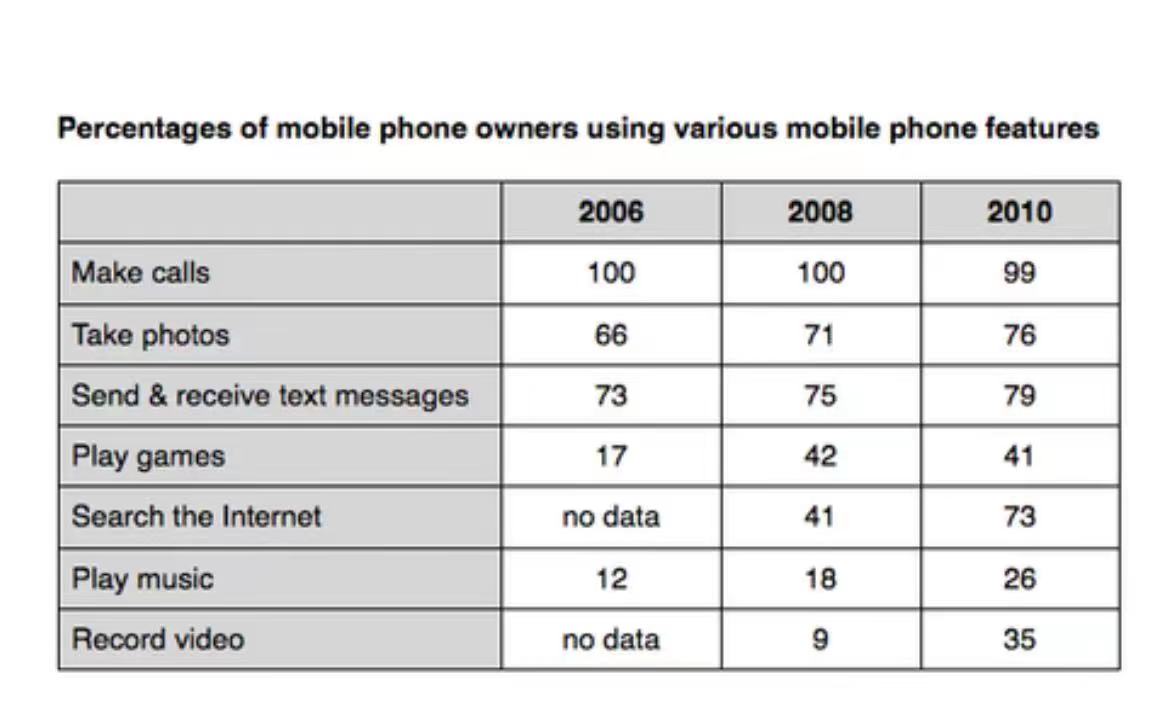 Percentages of mobile phone owners using various mobile phone features
2006 2008 2010
Make calls 100 100 99
Take photos 66 71 76
Send & receive text messages 73 75 79
Play games 17 42 41
Search the Internet no data 41 73
Play music 12 18 26
Record video no data 9 35